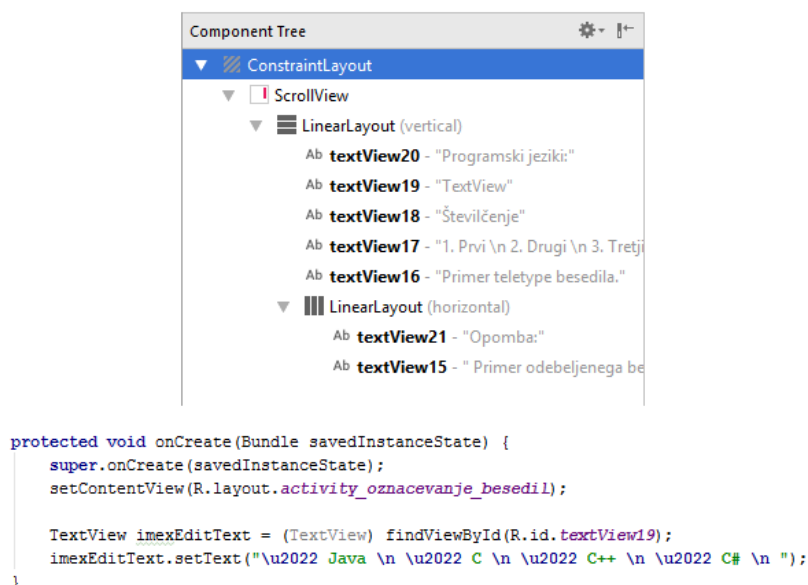 Component Tree
ConstraintLayout
ScrollView
LinearLayout (vertical)
Ab textView20 - "Programski jeziki:"
Ab textView19 - "TextView"
Ab textView18 - "Številčenje"
Ab textView17 - "1. Prvi \n 2. Drugi \n 3. Tretji
Ab textView16 - "Primer teletype besedila."
LinearLayout (horizontal)
Ab textView21 - "Opomba:"
Ab textView15 - " Primer odebeljenega be
protected void onCreate(Bundle savedInstanceState) {
super.onCreate(savedInstanceState);
setContentView(R.layout.activity_oznacevanje_besedil);
TextView imexEditText = (TextView) findViewById(R.id.textView19);
imexEditText.setText("\u2022 Java \n \u2022 C \n \u2022 C++ \n \u2022 C# \n ");
}